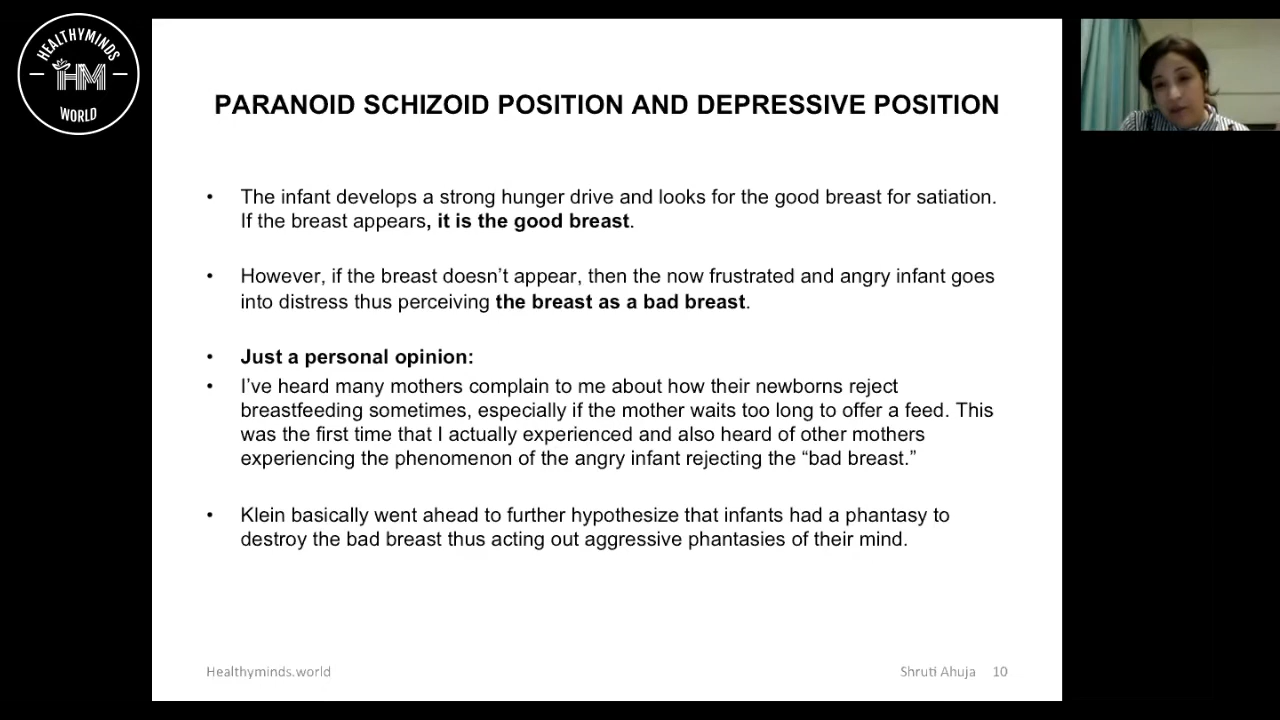 HEALTHYMINDS
HM
WORLD
PARANOID SCHIZOID POSITION AND DEPRESSIVE POSITION
• The infant develops a strong hunger drive and looks for the good breast for satiation.
If the breast appears, it is the good breast.
• However, if the breast doesn’t appear, then the now frustrated and angry infant goes
into distress thus perceiving the breast as a bad breast.
• Just a personal opinion:
• I’ve heard many mothers complain to me about how their newborns reject
breastfeeding sometimes, especially if the mother waits too long to offer a feed. This
was the first time that I actually experienced and also heard of other mothers
experiencing the phenomenon of the angry infant rejecting the “bad breast.”
• Klein basically went ahead to further hypothesize that infants had a phantasy to
destroy the bad breast thus acting out aggressive phantasies of their mind.
Healthyminds.world
Shruti Ahuja 10